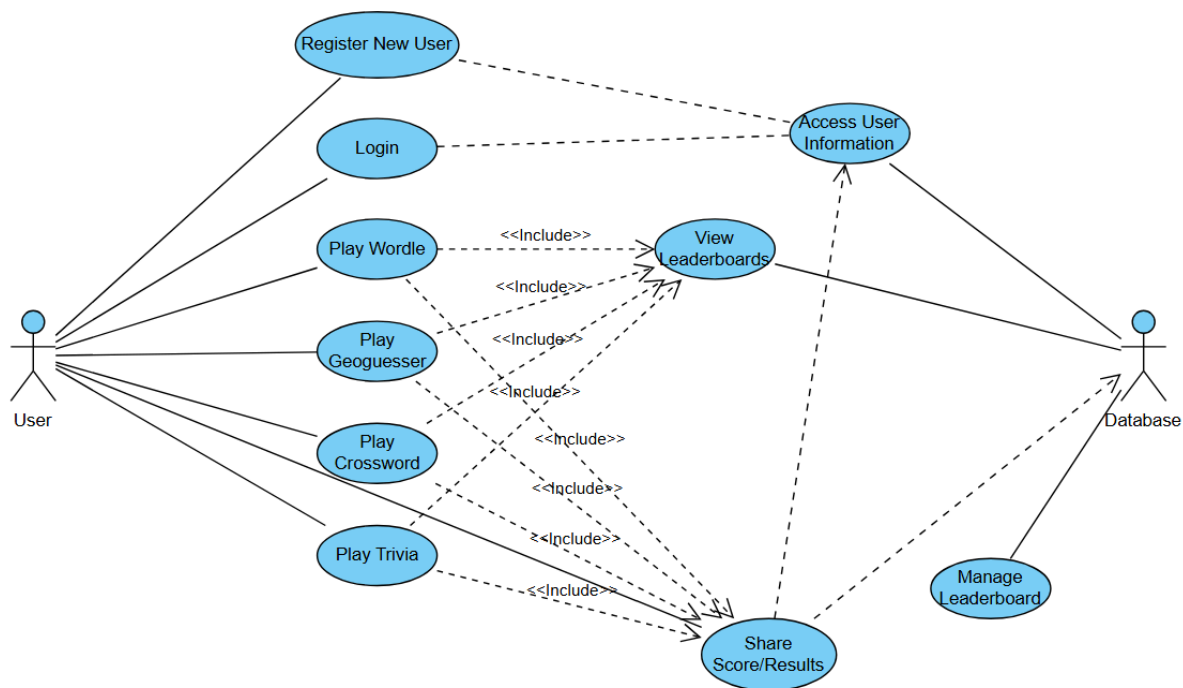 Register New User
Access User
Information
Login
Play Wordle
<<Include>>
View
Leaderboards
<<Include>>
<<Include>>
Play
Geoguesser
<<Include>>
User
Database
Play
Crossword
<<Include>>
<<Include>>
<<Include>>
Play Trivia
<<Include>>
Manage
Leaderboard
Share
Score/Results